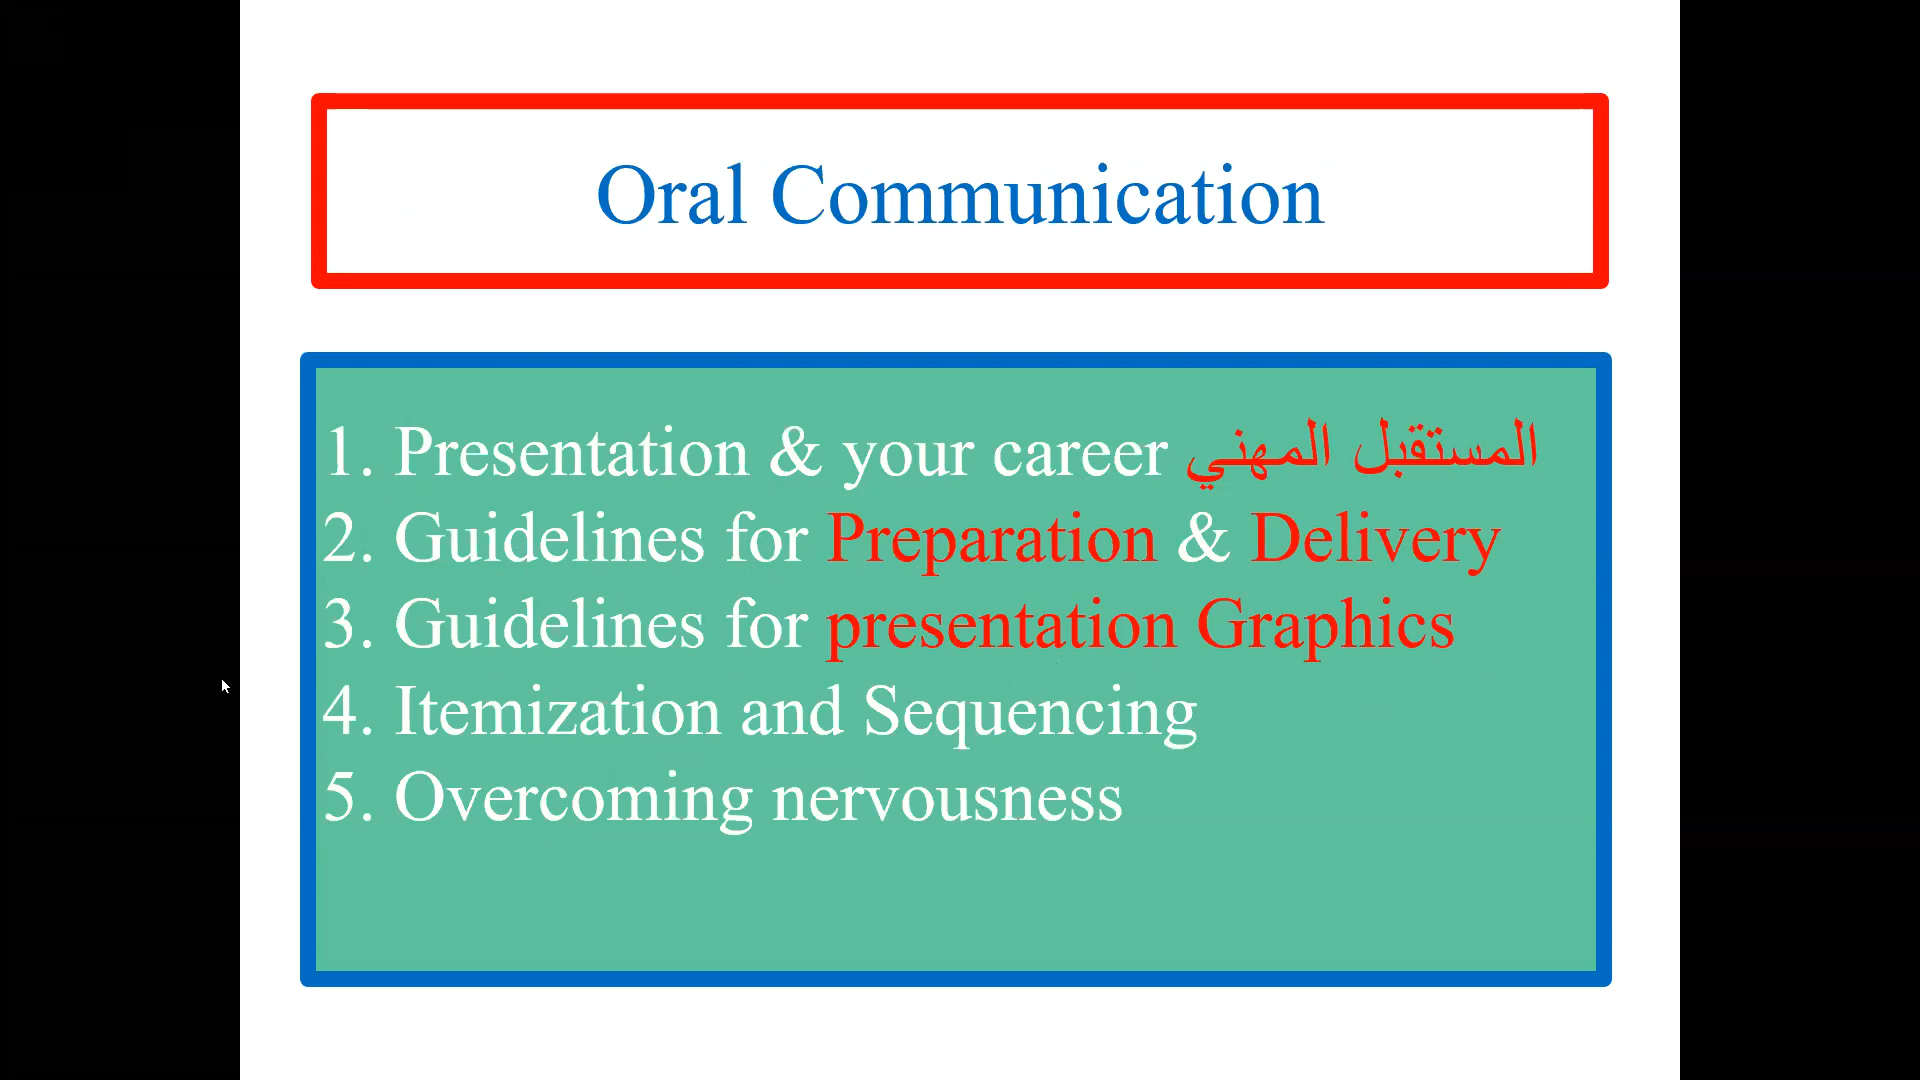 Oral Communication
1. Presentation & your career المستقبل المهني
2. Guidelines for Preparation & Delivery
3. Guidelines for presentation Graphics
4. Itemization and Sequencing
5. Overcoming nervousness